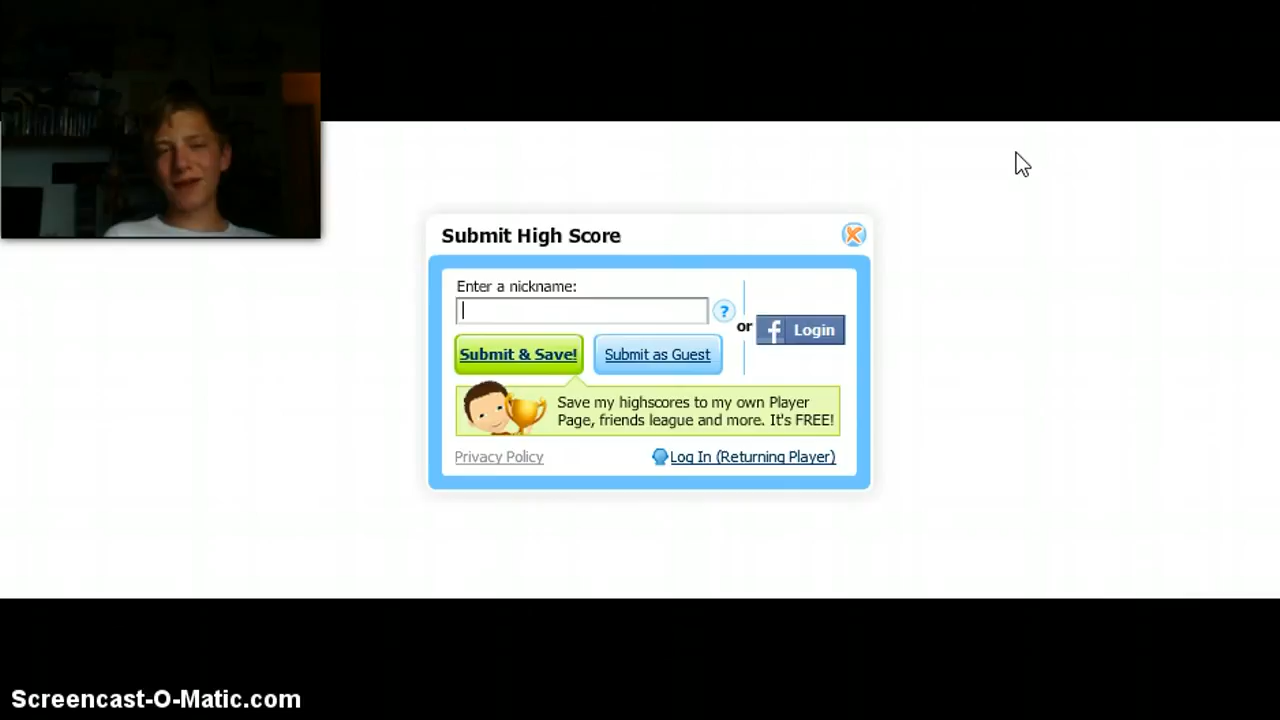 Submit High Score
Enter a nickname:
?
or
f Login
Submit & Save!
Submit as Guest
Save my highscores to my own Player
Page, friends league and more. It's FREE!
Privacy Policy
Log In (Returning Player)
Screencast-O-Matic.com